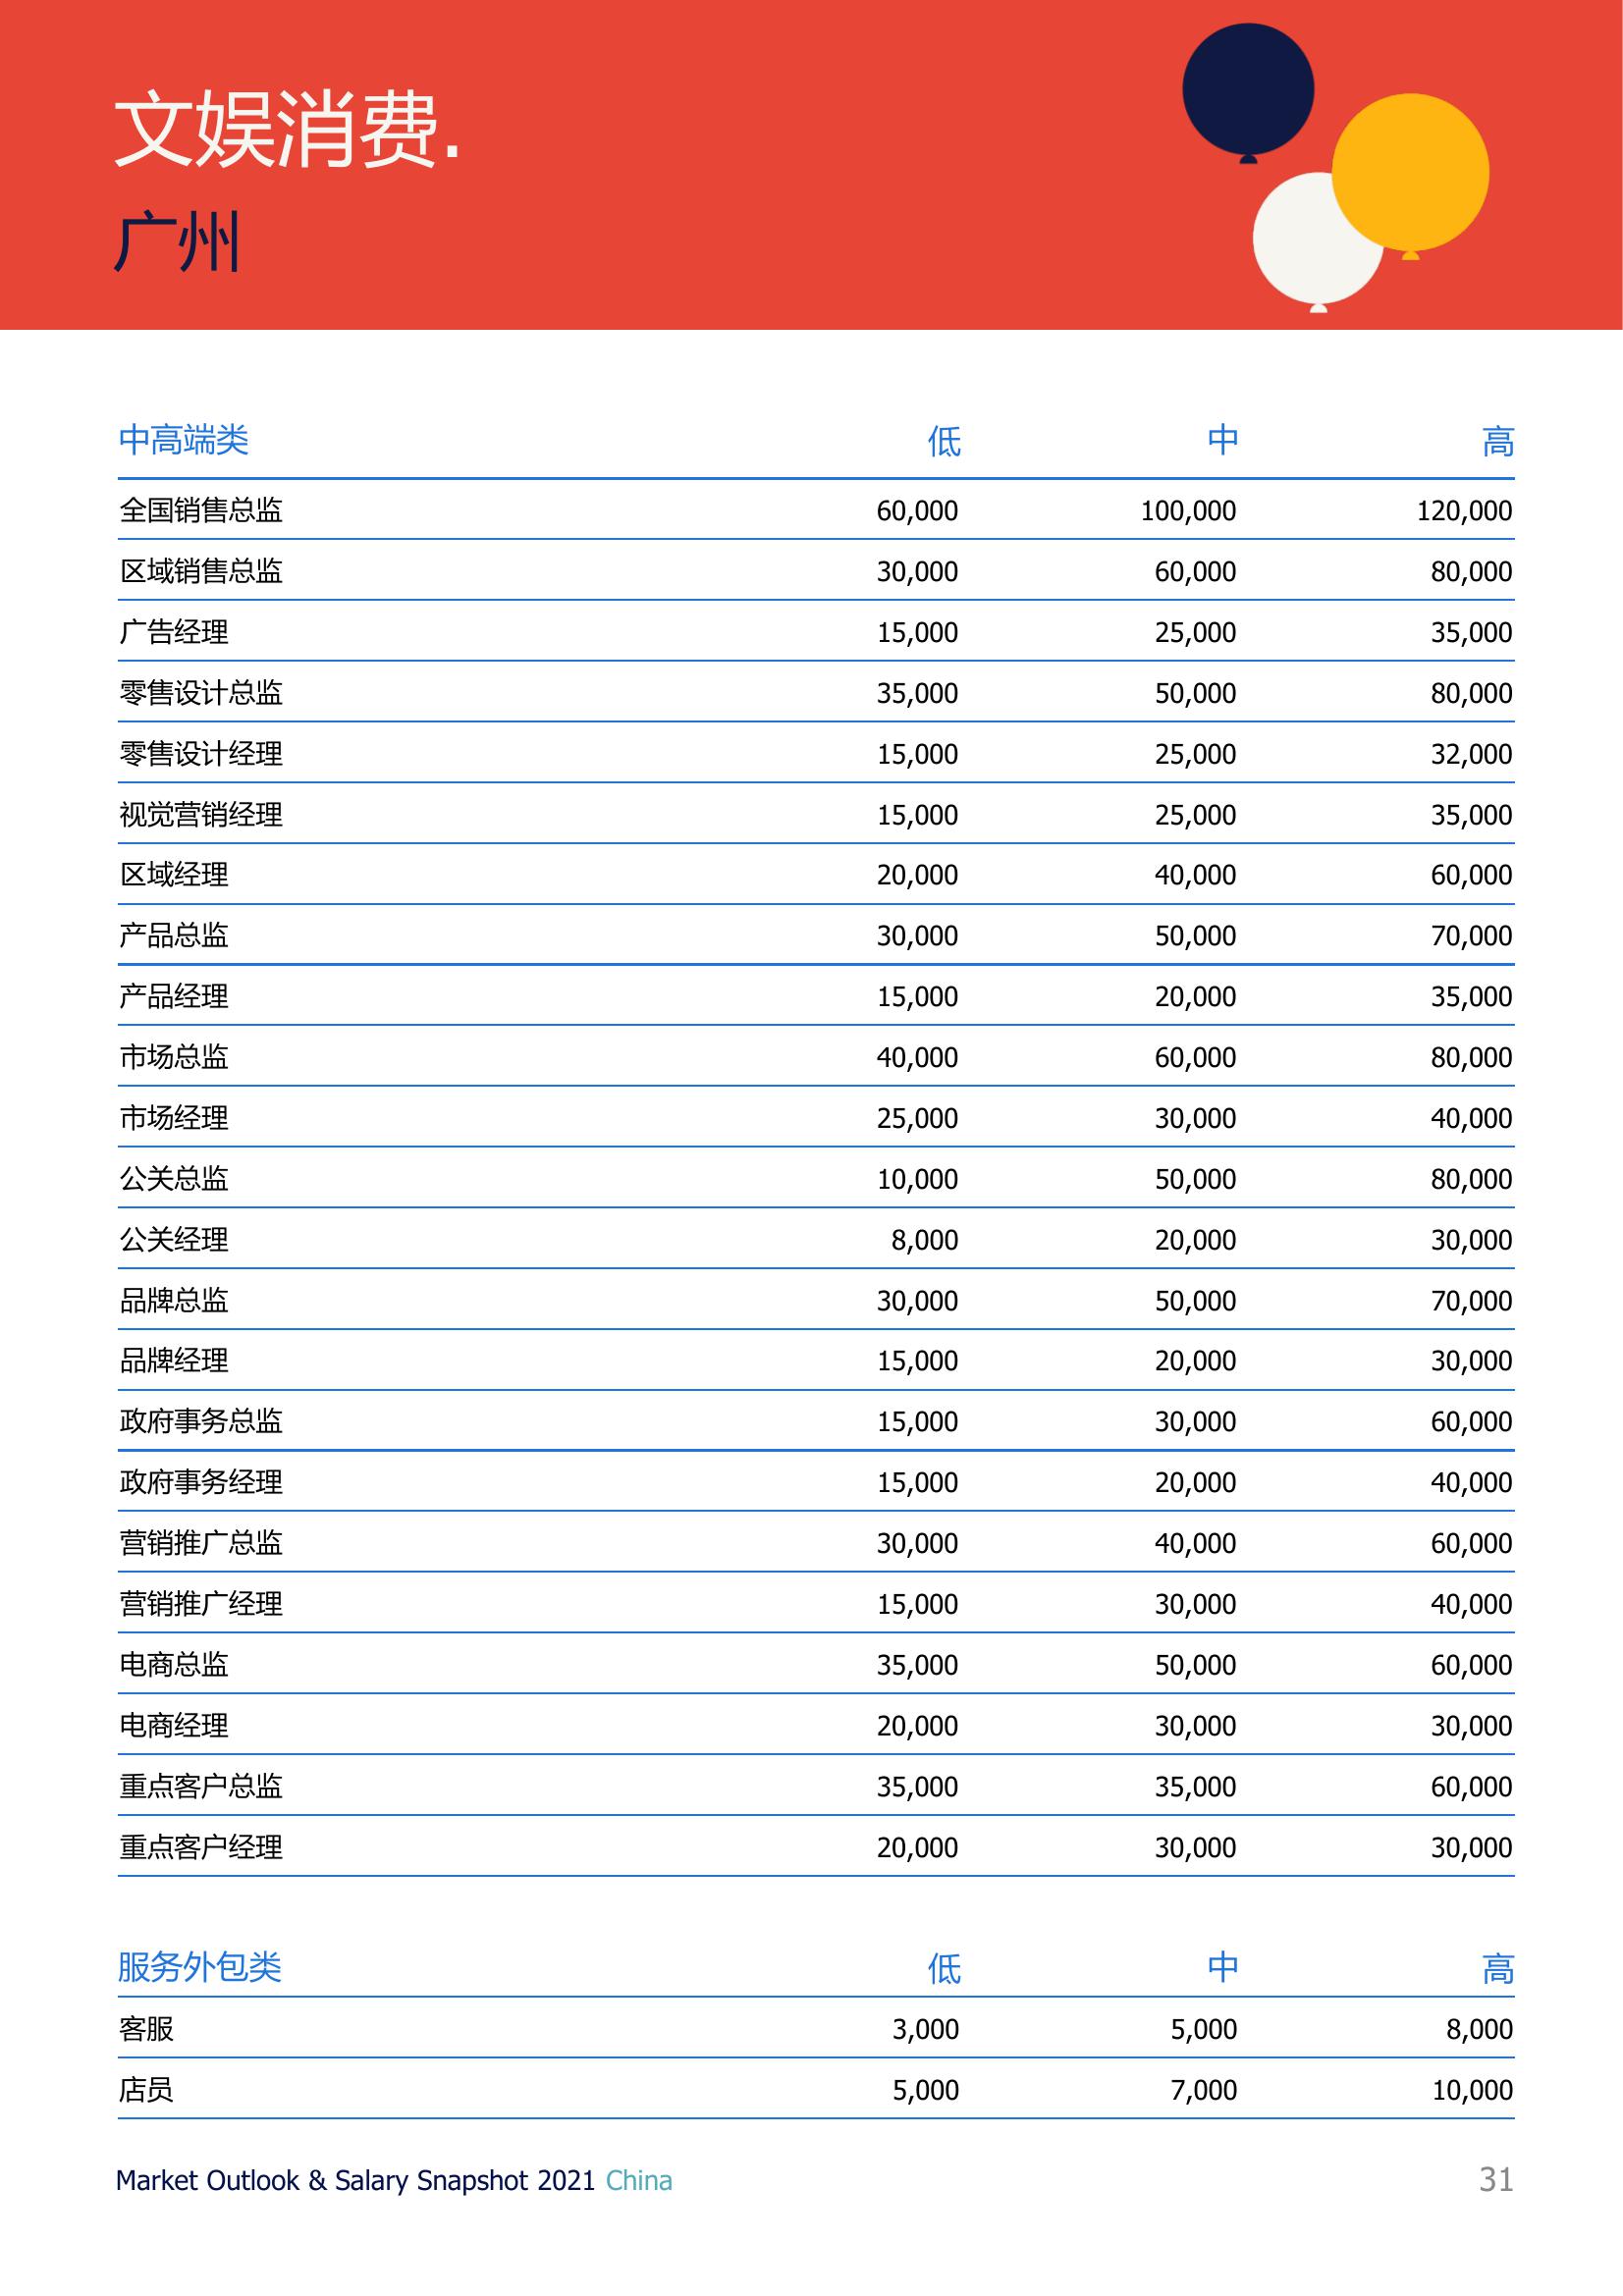 文娱消费.
广州
中高端类 低 中 高
全国销售总监 60,000 100,000 120,000
区域销售总监 30,000 60,000 80,000
广告经理 15,000 25,000 35,000
零售设计总监 35,000 50,000 80,000
零售设计经理 15,000 25,000 32,000
视觉营销经理 15,000 25,000 35,000
区域经理 20,000 40,000 60,000
产品总监 30,000 50,000 70,000
产品经理 15,000 20,000 35,000
市场总监 40,000 60,000 80,000
市场经理 25,000 30,000 40,000
公关总监 10,000 50,000 80,000
公关经理 8,000 20,000 30,000
品牌总监 30,000 50,000 70,000
品牌经理 15,000 20,000 30,000
政府事务总监 15,000 30,000 60,000
政府事务经理 15,000 20,000 40,000
营销推广总监 30,000 40,000 60,000
营销推广经理 15,000 30,000 40,000
电商总监 35,000 50,000 60,000
电商经理 20,000 30,000 30,000
重点客户总监 35,000 35,000 60,000
重点客户经理 20,000 30,000 30,000
服务外包类 低 中 高
客服 3,000 5,000 8,000
店员 5,000 7,000 10,000
Market Outlook & Salary Snapshot 2021 China 31